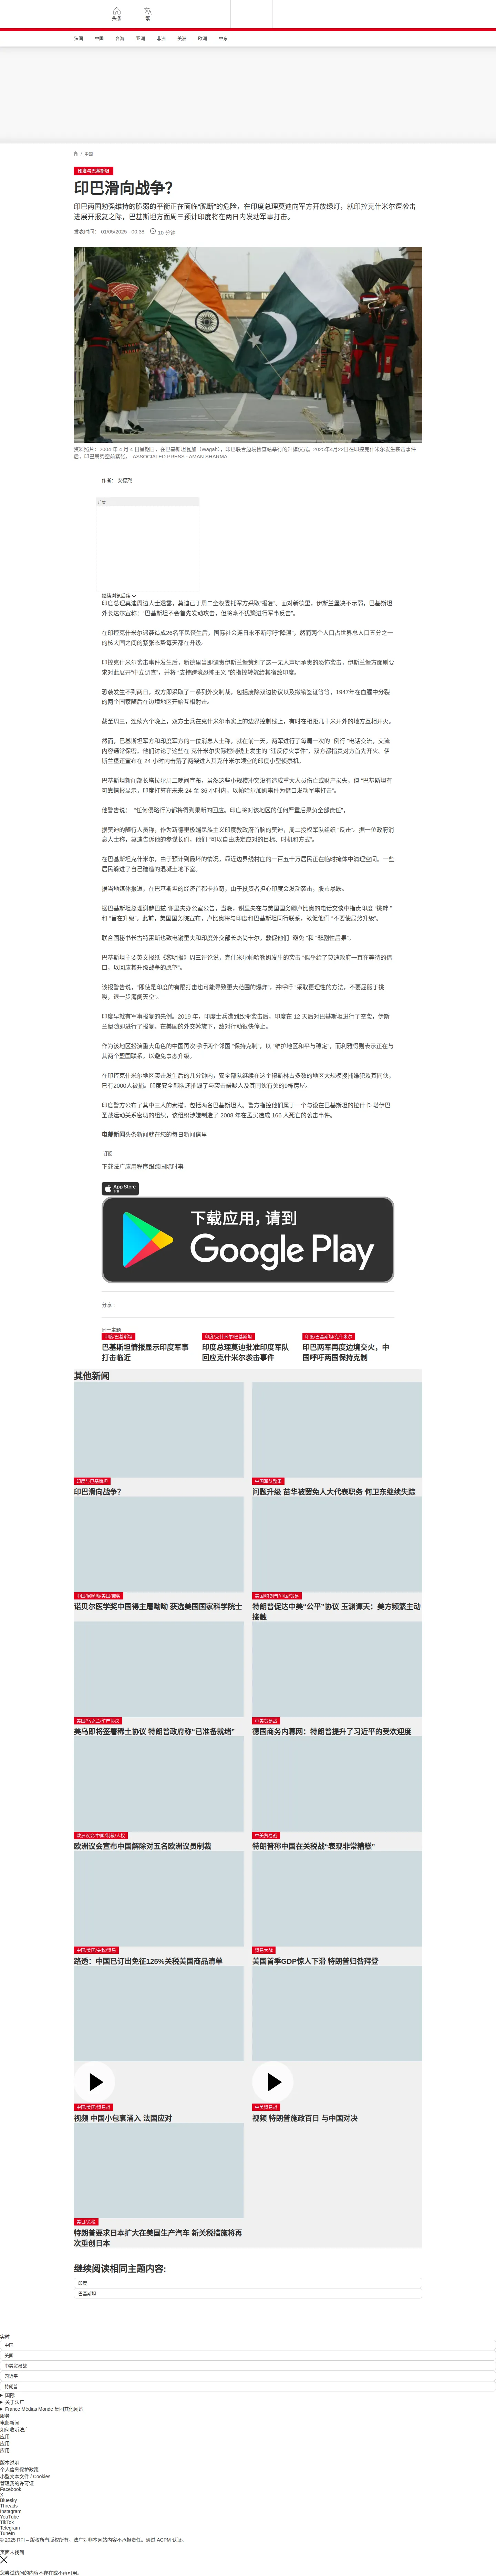 头条
繁
法国
中国
台海
亚洲
非洲
美洲
欧洲
中东
/ 法国
印度与巴基斯坦
印巴滑向战争？
印巴两国勉强维持的脆弱的平衡正在面临“脆断”的危险，在印度总理莫迪向军方开放绿灯，就印控克什米尔遭袭击进展开报复之际，巴基斯坦方面周三预计印度将在两日内发动军事打击。
发表时间： 01/05/2025 - 00:38
10 分钟
资料照片：2004 年 4 月 4 日星期日，在巴基斯坦瓦加（Wagah），印巴联合边境检查站举行的升旗仪式。2025年4月22日在印控克什米尔发生袭击事件后，印巴局势空前紧张。 ASSOCIATED PRESS - AMAN SHARMA
作者： 安德烈
广告
继续浏览后续
印度总理莫迪周边人士透露，莫迪已于周二全权委托军方采取“报复”。面对新德里，伊斯兰堡决不示弱，巴基斯坦外长达尔宣称：“巴基斯坦不会首先发动攻击，但将毫不犹豫进行军事反击”。
在印控克什米尔遇袭造成26名平民丧生后，国际社会连日来不断呼吁“降温”，然而两个人口占世界总人口五分之一的核大国之间的紧张态势每天都在升级。
印控克什米尔袭击事件发生后，新德里当即谴责伊斯兰堡策划了这一无人声明承责的恐怖袭击，伊斯兰堡方面则要求对此展开“中立调查”，并将 “支持跨境恐怖主义 ”的指控转嫁给其宿敌印度。
恐袭发生不到两日，双方即采取了一系列外交制裁，包括废除双边协议以及撤销签证等等，1947年在血腥中分裂的两个国家随后在边境地区开始互相射击。
截至周三，连续六个晚上，双方士兵在克什米尔事实上的边界控制线上，有时在相距几十米开外的地方互相开火。
然而，巴基斯坦军方和印度军方的一位消息人士称，就在前一天，两军进行了每周一次的 “例行 ”电话交流，交流内容通常保密。他们讨论了这些在 克什米尔实际控制线上发生的 “违反停火事件”，双方都指责对方首先开火。伊斯兰堡还宣布在 24 小时内击落了两架进入其克什米尔领空的印度小型侦察机。
巴基斯坦新闻部长塔拉尔周二晚间宣布，虽然这些小规模冲突没有造成重大人员伤亡或财产损失，但 “巴基斯坦有可靠情报显示，印度打算在未来 24 至 36 小时内，以帕哈尔加姆事件为借口发动军事打击”。
他警告说： “任何侵略行为都将得到果断的回应。印度将对该地区的任何严重后果负全部责任”，
据莫迪的随行人员称，作为新德里极端民族主义印度教政府首脑的莫迪，周二授权军队组织 “反击”。据一位政府消息人士称，莫迪告诉他的参谋长们，他们 “可以自由决定应对的目标、时机和方式”。
在巴基斯坦克什米尔，由于预计到最坏的情况，靠近边界线村庄的一百五十万居民正在临时掩体中清理空间。一些居民躲进了自己建造的混凝土地下室。
据当地媒体报道，在巴基斯坦的经济首都卡拉奇，由于投资者担心印度会发动袭击，股市暴跌。
据巴基斯总理谢赫巴兹-谢里夫办公室公告，当晚，谢里夫在与美国国务卿卢比奥的电话交谈中指责印度 “挑衅 ”和 “旨在升级”。此前，美国国务院宣布，卢比奥将与印度和巴基斯坦同行联系，敦促他们 “不要使局势升级”。
联合国秘书长古特雷斯也致电谢里夫和印度外交部长杰尚卡尔，敦促他们 “避免 ”和 “悲剧性后果”。
巴基斯坦主要英文报纸《黎明报》周三评论说，克什米尔帕哈勒姆发生的袭击 “似乎给了莫迪政府一直在等待的借口，以回应其升级战争的愿望”。
该报警告说，“即使是印度的有限打击也可能导致更大范围的爆炸”，并呼吁 “采取更理性的方法，不要屈服于挑唆，进一步海阔天空”。
印度早就有军事报复的先例。2019 年，印度士兵遭到致命袭击后，印度在 12 天后对巴基斯坦进行了空袭，伊斯兰堡随即进行了报复。在美国的外交斡旋下，敌对行动很快停止。
作为该地区扮演重大角色的中国再次呼吁两个邻国 “保持克制”，以 “维护地区和平与稳定”，而利雅得则表示正在与其两个盟国联系，以避免事态升级。
在印控克什米尔地区袭击发生后的几分钟内，安全部队继续在这个穆斯林占多数的地区大规模搜捕嫌犯及其同伙，已有2000人被捕。印度安全部队还摧毁了与袭击嫌疑人及其同伙有关的9栋房屋。
印度警方公布了其中三人的素描，包括两名巴基斯坦人。警方指控他们属于一个与设在巴基斯坦的拉什卡-塔伊巴圣战运动关系密切的组织，该组织涉嫌制造了 2008 年在孟买造成 166 人死亡的袭击事件。
电邮新闻头条新闻就在您的每日新闻信里
订阅
下载法广应用程序跟踪国际时事
App Store
下载
下载应用，请到
Google Play
分享 :
同一主题
印度/巴基斯坦
巴基斯坦情报显示印度军事打击临近
印度/克什米尔/巴基斯坦
印度总理莫迪批准印度军队回应克什米尔袭击事件
印度/巴基斯坦/克什米尔
印巴两军再度边境交火，中国呼吁两国保持克制
其他新闻
印度与巴基斯坦
印巴滑向战争？
中国军队整肃
问题升级 苗华被罢免人大代表职务 何卫东继续失踪
中国/屠呦呦/美国/诺奖
诺贝尔医学奖中国得主屠呦呦 获选美国国家科学院士
美国/特朗普/中国/贸易
特朗普促达中美“公平”协议 玉渊谭天：美方频繁主动接触
美国/乌克兰/矿产协议
美乌即将签署稀土协议 特朗普政府称“已准备就绪”
中美贸易战
德国商务内幕网：特朗普提升了习近平的受欢迎度
欧洲议会/中国/制裁/人权
欧洲议会宣布中国解除对五名欧洲议员制裁
中美贸易战
特朗普称中国在关税战“表现非常糟糕”
中国/美国/关税/贸易
路透：中国已订出免征125%关税美国商品清单
贸易大战
美国首季GDP惊人下滑 特朗普归咎拜登
中国/美国/贸易战
视频 中国小包裹涌入 法国应对
中美贸易战
视频 特朗普施政百日 与中国对决
美日/关税
特朗普要求日本扩大在美国生产汽车 新关税措施将再次重创日本
继续阅读相同主题内容:
印度
巴基斯坦
实时
中国
美国
中美贸易战
习近平
特朗普
国际
关于法广
France Médias Monde 集团其他网站
服务
电邮新闻
如何收听法广
应用
应用
应用
版本说明
个人信息保护政策
小型文本文件 / Cookies
管理我的许可证
Facebook
X
Bluesky
Threads
Instagram
YouTube
TikTok
Telegram
TuneIn
© 2025 RFI – 版权所有版权所有。法广对非本网站内容不承担责任。通过 ACPM 认证。
页面未找到
您尝试访问的内容不存在或不再可用。